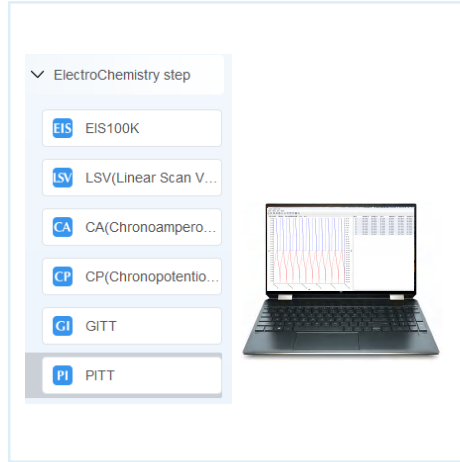 ElectroChemistry step
EIS EIS100K
LSV LSV(Linear Scan V...
CA CA(Chronoampero...
CP CP(Chronopotentio...
GI GITT
PI PITT